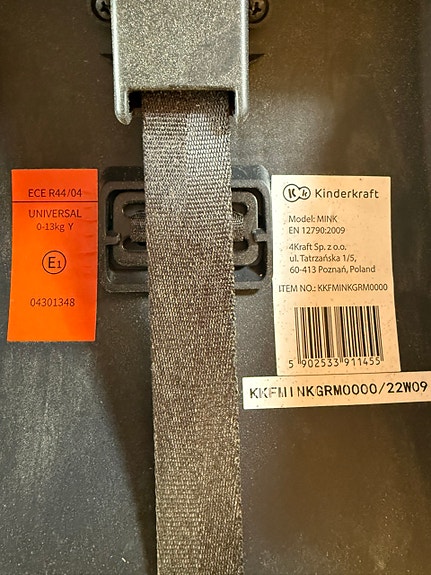 ECE R44/04
UNIVERSAL
0-13kg Y
E1
04301348
Kk Kinderkraft
Model: MINK
EN 12790:2009
4Kraft Sp. z o.o.
ul. Tatrzańska 1/5,
60-413 Poznań, Poland
ITEM NO.: KKFMINKGRM0000
5 902533 911455
KKFMINKGRM0000/22W09